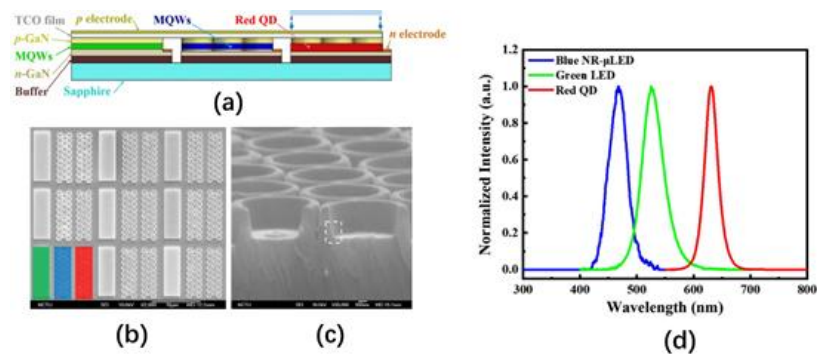 p electrode
MQWs
Red QD
n electrode
TCO film
p-GaN
MQWs
n-GaN
Buffer
Sapphire
(a)
NCTU
(b)
NCTU
(c)
Blue NR-μLED
Green LED
Red QD
Normalized Intensity (a.u.)
1.2
1.0
0.8
0.6
0.4
0.2
0.0
300
400
500
600
700
800
Wavelength (nm)
(d)